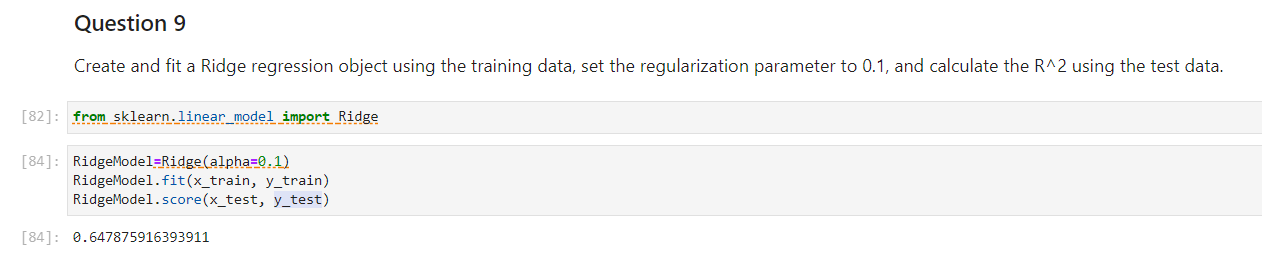 Question 9
Create and fit a Ridge regression object using the training data, set the regularization parameter to 0.1, and calculate the R^2 using the test data.
[82]: from sklearn.linear_model import Ridge
[84]: RidgeModel=Ridge(alpha=0.1)
RidgeModel.fit(x_train, y_train)
RidgeModel.score(x_test, y_test)
[84]: 0.647875916393911